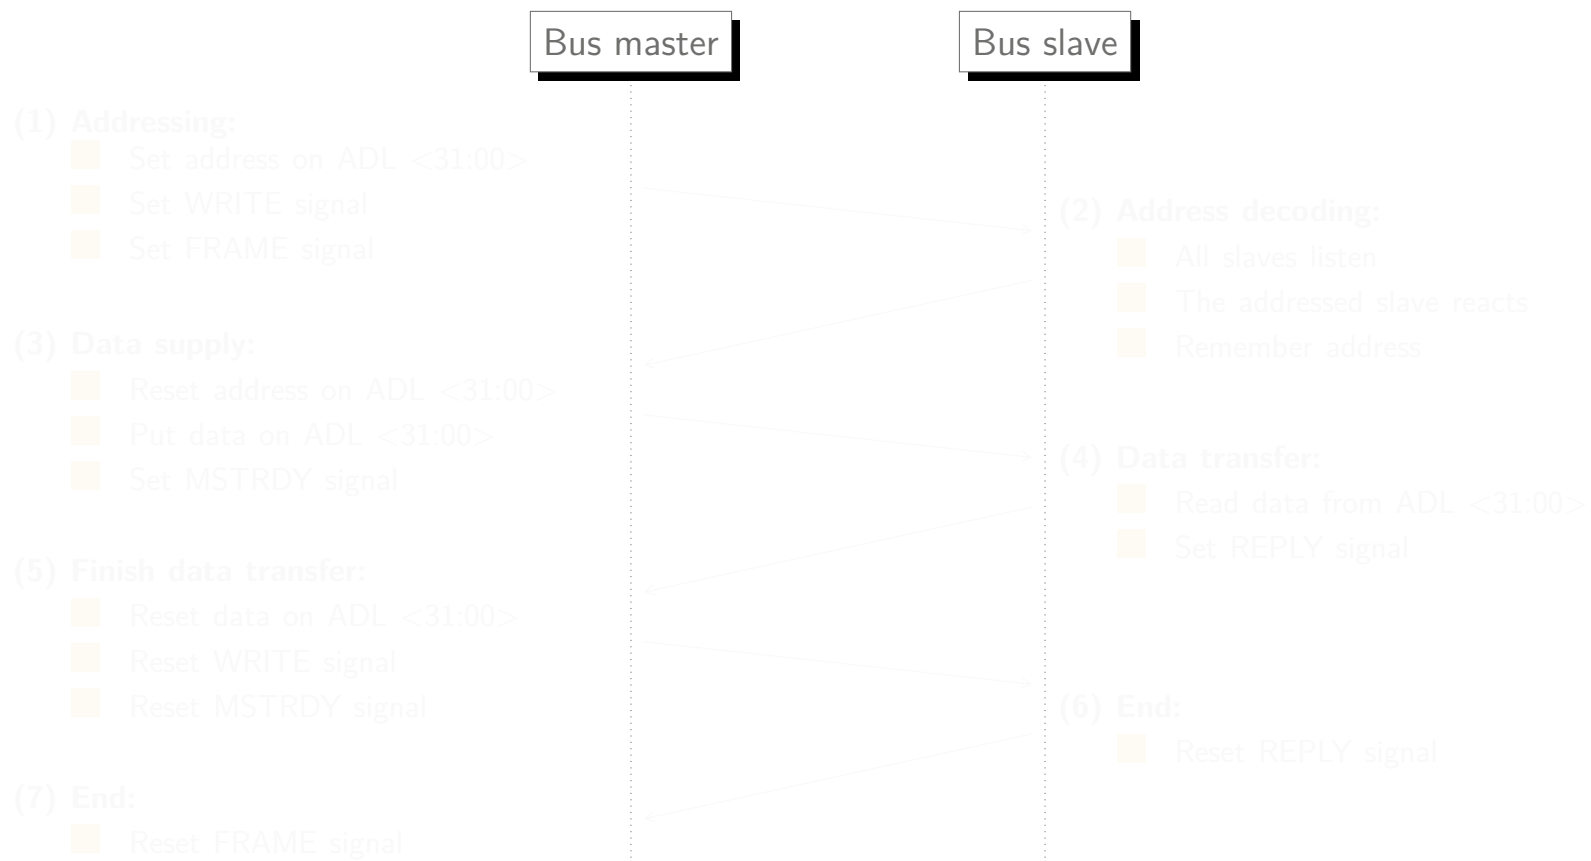 Bus master
Bus slave
(1) Addressing:
Set address on ADL <31:00>
Set WRITE signal
Set FRAME signal
(2) Address decoding:
All slaves listen
The addressed slave reacts
Remember address
(3) Data supply:
Reset address on ADL <31:00>
Put data on ADL <31:00>
Set MSTRDY signal
(4) Data transfer:
Read data from ADL <31:00>
Set REPLY signal
(5) Finish data transfer:
Reset data on ADL <31:00>
Reset WRITE signal
Reset MSTRDY signal
(6) End:
Reset REPLY signal
(7) End:
Reset FRAME signal